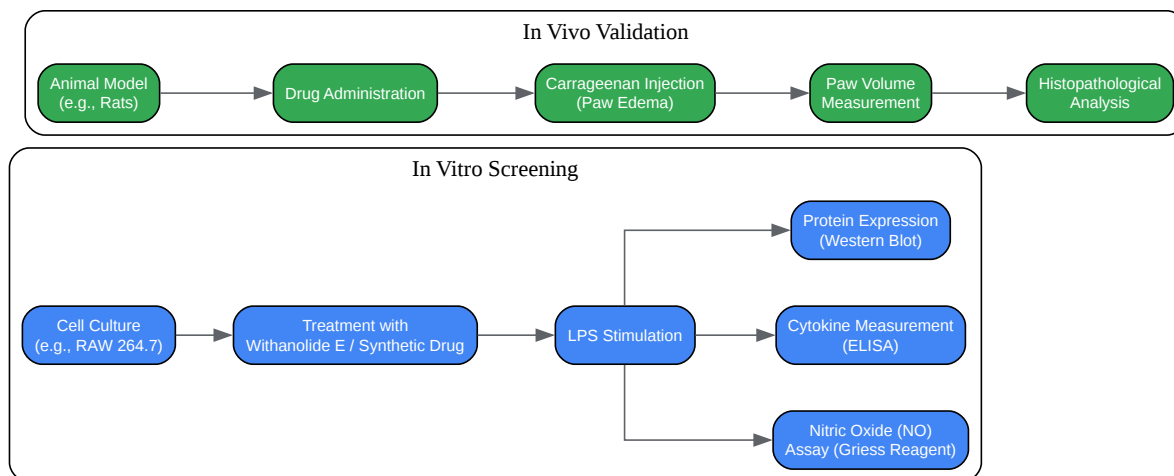 In Vivo Validation
Animal Model
(e.g., Rats)
Drug Administration
Carrageenan Injection
(Paw Edema)
Paw Volume
Measurement
Histopathological
Analysis
In Vitro Screening
Cell Culture
(e.g., RAW 264.7)
Treatment with
Withanolide E / Synthetic Drug
LPS Stimulation
Protein Expression
(Western Blot)
Cytokine Measurement
(ELISA)
Nitric Oxide (NO)
Assay (Griess Reagent)